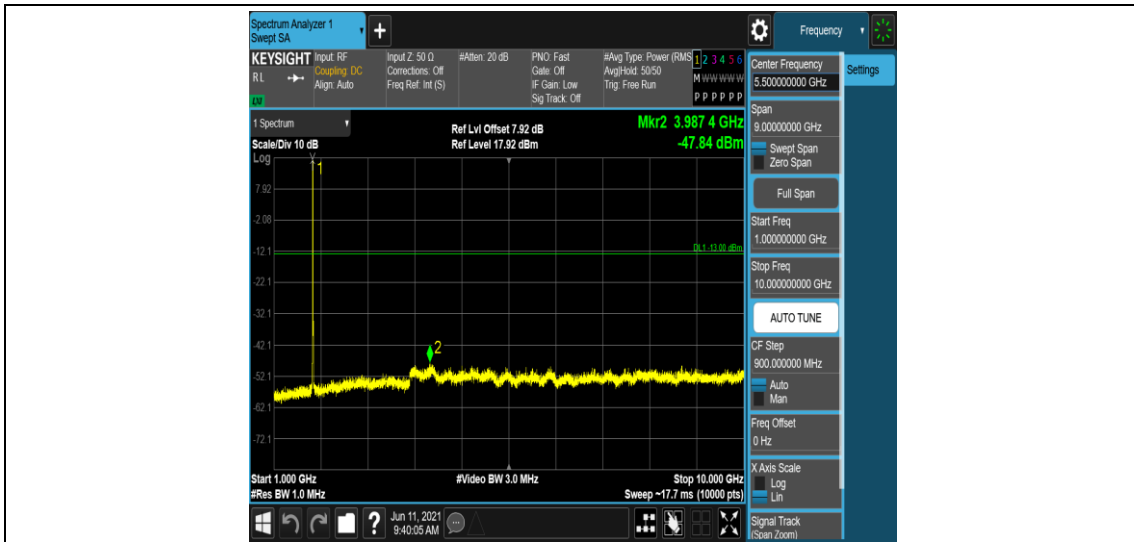 Spectrum Analyzer 1
Swept SA
+
Frequency
KEYSIGHT
RL
Input: RF
Coupling: DC
Align: Auto
Input Z: 50 Ω
Corrections: Off
Freq Ref: Int (S)
#Atten: 20 dB
PNO: Fast
Gate: Off
IF Gain: Low
Sig Track: Off
#Avg Type: Power (RMS
Avg|Hold: 50/50
Trig: Free Run
1 2 3 4 5 6
M W W W W W
P P P P P P
LXI
1 Spectrum
Scale/Div 10 dB
Log
Ref Lvl Offset 7.92 dB
Ref Level 17.92 dBm
Mkr2 3.987 4 GHz
-47.84 dBm
1
7.92
-2.08
-12.1
DL1 -13.00 dBm
-22.1
-32.1
-42.1
2
-52.1
-62.1
-72.1
Start 1.000 GHz
#Res BW 1.0 MHz
#Video BW 3.0 MHz
Stop 10.000 GHz
Sweep ~17.7 ms (10000 pts)
?
Jun 11, 2021
9:40:05 AM
Center Frequency
5.500000000 GHz
Settings
Span
9.00000000 GHz
Swept Span
Zero Span
Full Span
Start Freq
1.000000000 GHz
Stop Freq
10.000000000 GHz
AUTO TUNE
CF Step
900.000000 MHz
Auto
Man
Freq Offset
0 Hz
X Axis Scale
Log
Lin
Signal Track
(Span Zoom)